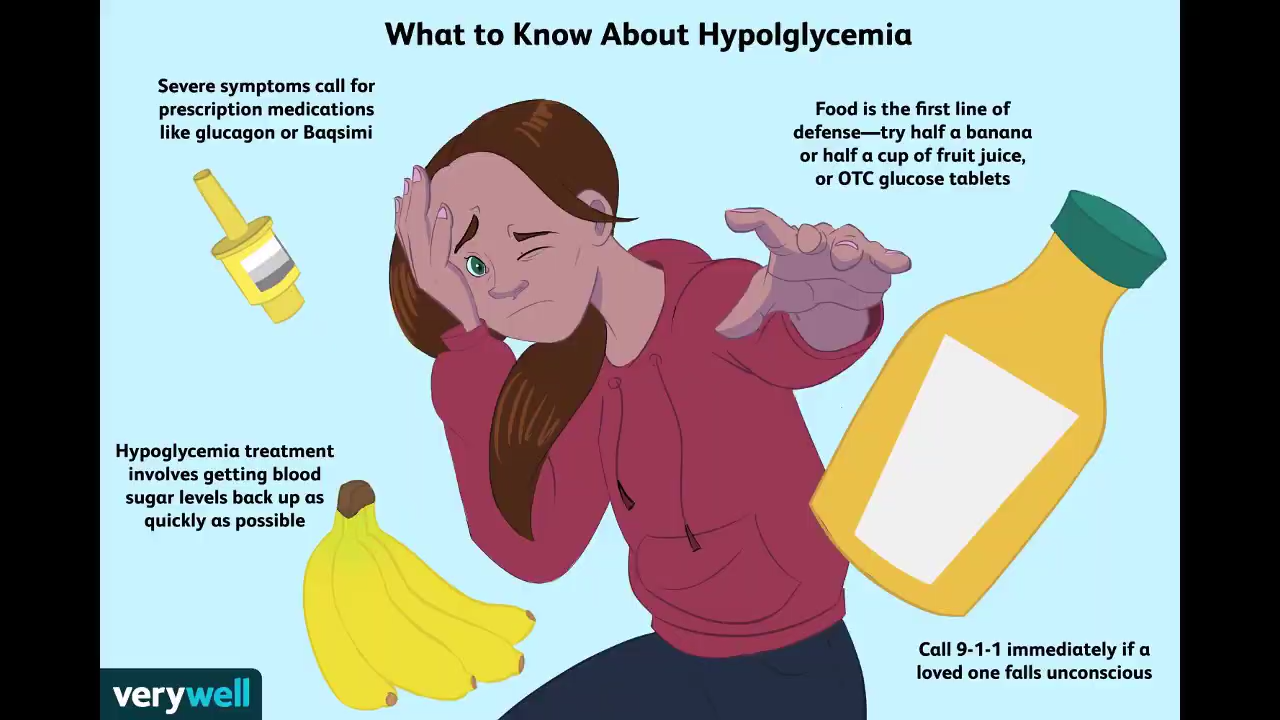 What to Know About Hypolglycemia
Severe symptoms call for
prescription medications
like glucagon or Baqsimi
Food is the first line of
defense—try half a banana
or half a cup of fruit juice,
or OTC glucose tablets
Hypoglycemia treatment
involves getting blood
sugar levels back up as
quickly as possible
Call 9-1-1 immediately if a
loved one falls unconscious
verywell